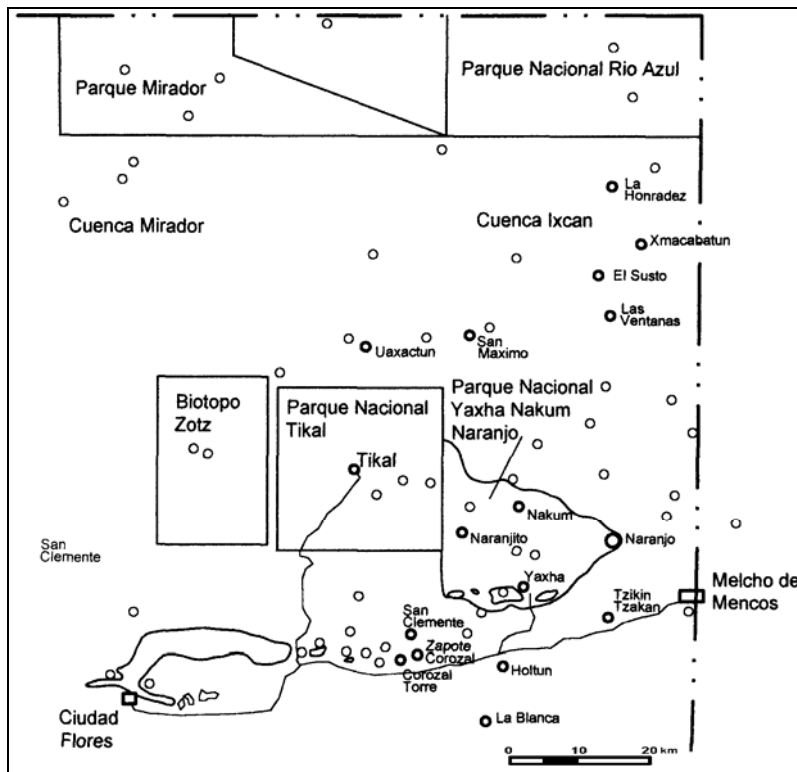 Parque Nacional Rio Azul
Parque Mirador
La
Honradez
Cuenca Mirador
Cuenca Ixcan
Xmacabatun
El Susto
Las
Ventanas
San
Maximo
Uaxactun
Biotopo
Zotz
Parque Nacional
Tikal
Parque Nacional
Yaxha Nakum
Naranjo
Tikal
Nakum
Naranjito
Naranjo
San
Clemente
Yaxha
Melcho de
Mencos
Tzikin
Tzakan
San
Clemente
Zapote
Corozal
Corozal
Torre
Holtun
Ciudad
Flores
La Blanca
0 10 20 km